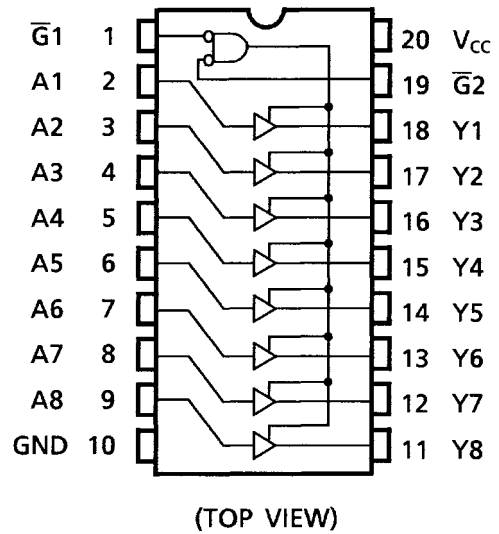 G̅1 1 20 V_CC
A1 2 19 G̅2
A2 3 18 Y1
A3 4 17 Y2
A4 5 16 Y3
A5 6 15 Y4
A6 7 14 Y5
A7 8 13 Y6
A8 9 12 Y7
GND 10 11 Y8
(TOP VIEW)